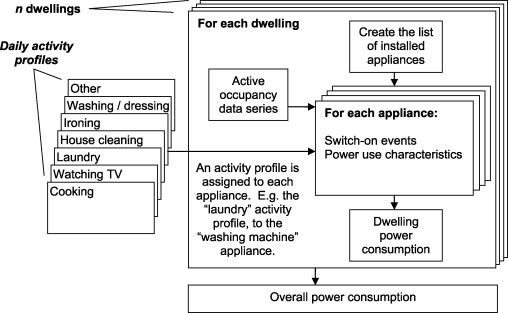 n dwellings
Daily activity
profiles
Other
Washing / dressing
Ironing
House cleaning
Laundry
Watching TV
Cooking
For each dwelling
Create the list
of installed
appliances
Active
occupancy
data series
For each appliance:
Switch-on events
Power use characteristics
An activity profile is
assigned to each
appliance. E.g. the
“laundry” activity
profile, to the
“washing machine”
appliance.
Dwelling
power
consumption
Overall power consumption